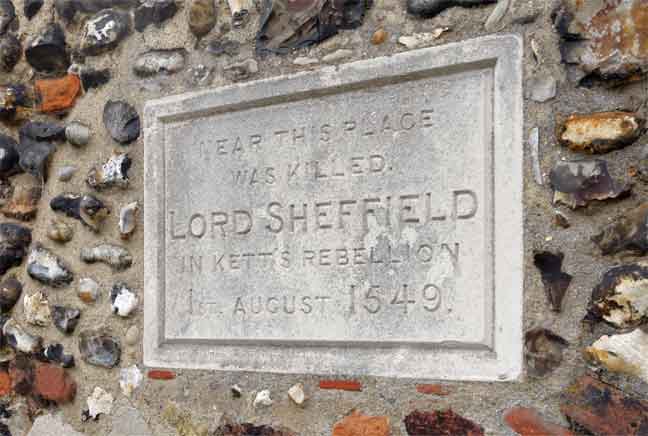 NEAR THIS PLACE
WAS KILLED.
LORD SHEFFIELD
IN KETT'S REBELLION
1ST. AUGUST 1549.